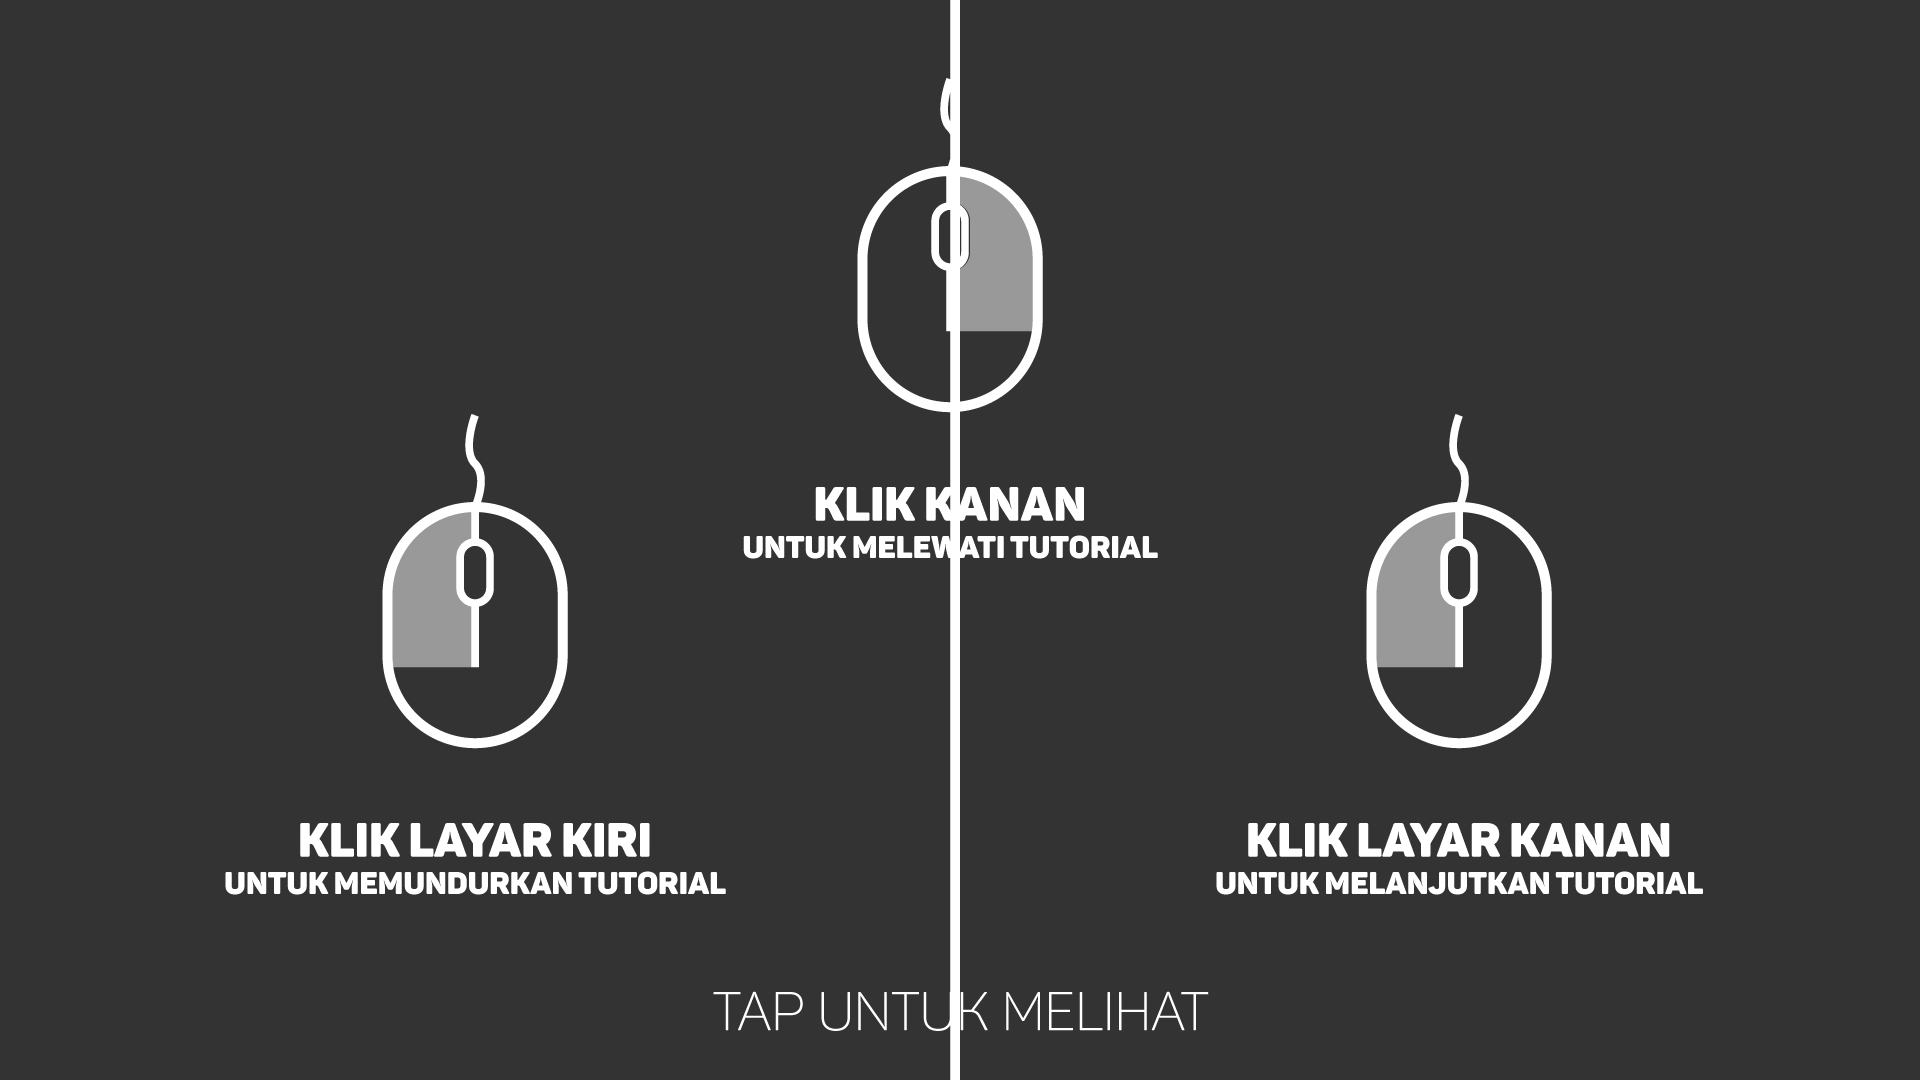 KLIK KANAN
UNTUK MELEWATI TUTORIAL
KLIK LAYAR KIRI
UNTUK MEMUNDURKAN TUTORIAL
KLIK LAYAR KANAN
UNTUK MELANJUTKAN TUTORIAL
TAP UNTUK MELIHAT